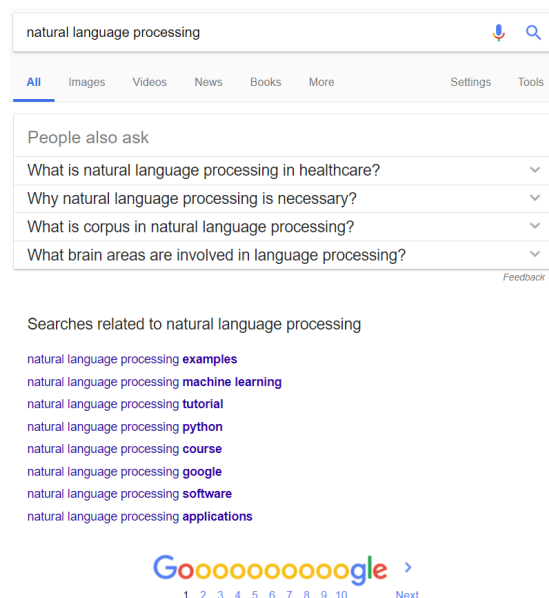 natural language processing
All Images Videos News Books More Settings Tools
People also ask
What is natural language processing in healthcare?
Why natural language processing is necessary?
What is corpus in natural language processing?
What brain areas are involved in language processing?
Feedback
Searches related to natural language processing
natural language processing examples
natural language processing machine learning
natural language processing tutorial
natural language processing python
natural language processing course
natural language processing google
natural language processing software
natural language processing applications
Goooooooooogle
1 2 3 4 5 6 7 8 9 10 Next